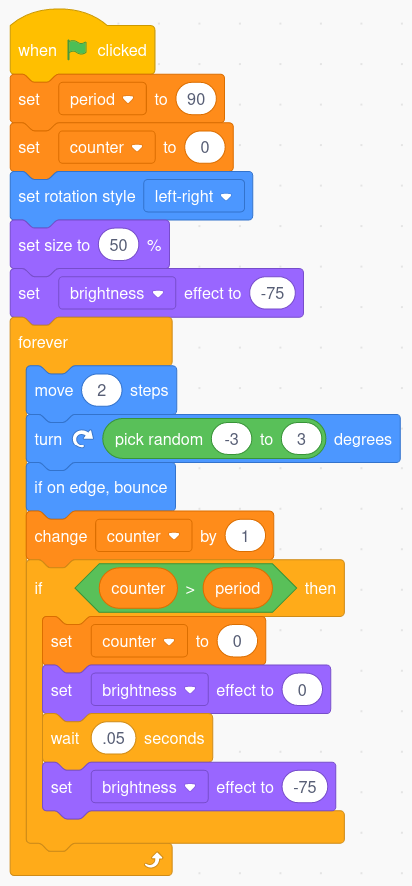 when clicked
set period to 90
set counter to 0
set rotation style left-right
set size to 50 %
set brightness effect to -75
forever
move 2 steps
turn pick random -3 to 3 degrees
if on edge, bounce
change counter by 1
if counter > period then
set counter to 0
set brightness effect to 0
wait .05 seconds
set brightness effect to -75